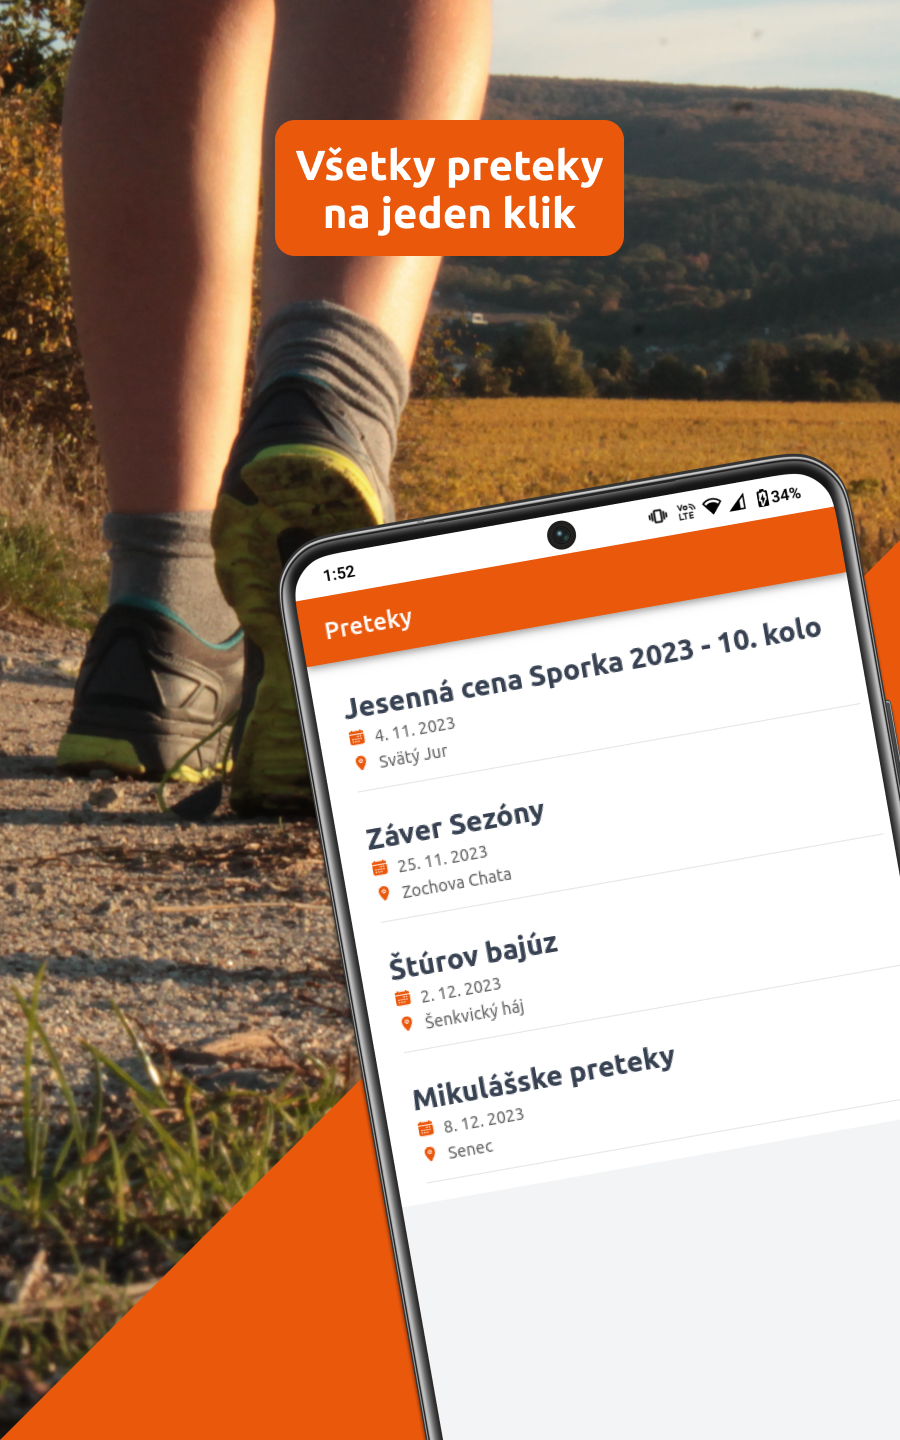 Všetky preteky
na jeden klik
1:52
Vo LTE
34%
Preteky
Jesenná cena Sporka 2023 - 10. kolo
4. 11. 2023
Svätý Jur
Záver Sezóny
25. 11. 2023
Zochova Chata
Štúrov bajúz
2. 12. 2023
Šenkvický háj
Mikulášske preteky
8. 12. 2023
Senec